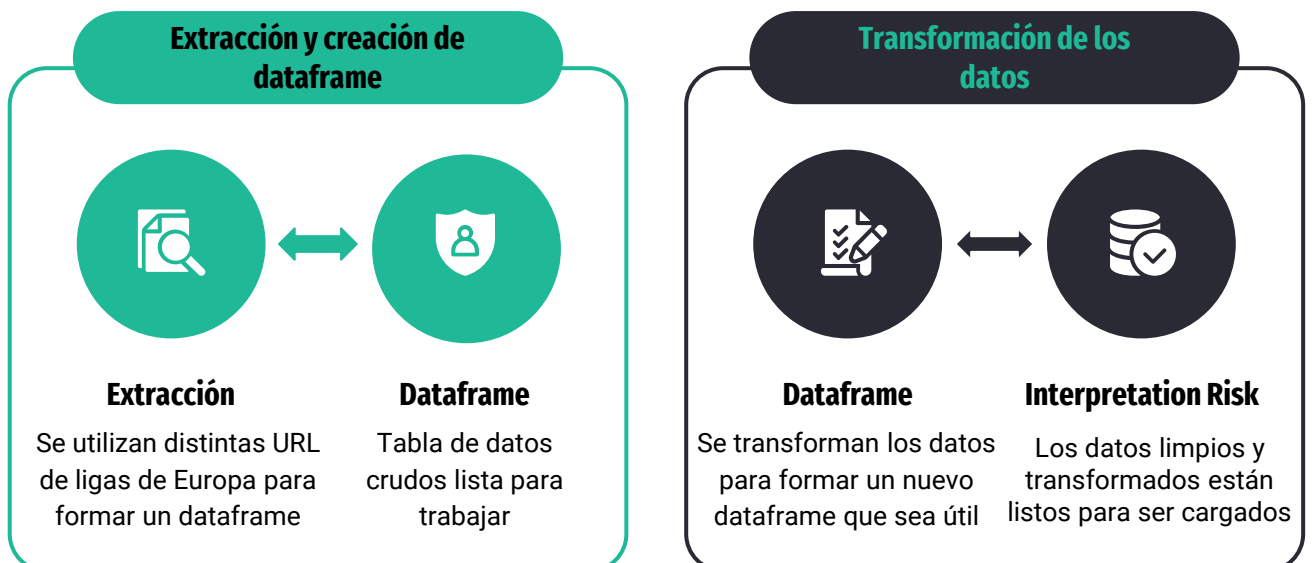 Extracción y creación de
dataframe
Extracción
Se utilizan distintas URL
de ligas de Europa para
formar un dataframe
Dataframe
Tabla de datos
crudos lista para
trabajar
Transformación de los
datos
Dataframe
Se transforman los datos
para formar un nuevo
dataframe que sea útil
Interpretation Risk
Los datos limpios y
transformados están
listos para ser cargados